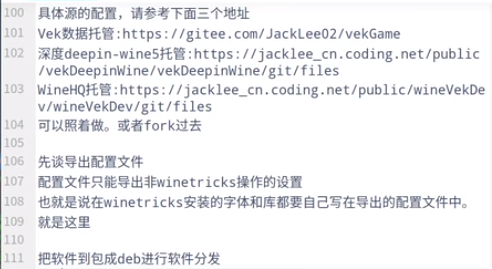 100 具体源的配置，请参考下面三个地址
101 Vek数据托管:https://gitee.com/JackLee02/vekGame
102 深度deepin-wine5托管:https://jacklee_cn.coding.net/public
/vekDeepinWine/vekDeepinWine/git/files
103 WineHQ托管:https://jacklee_cn.coding.net/public/wineVekDe
v/wineVekDev/git/files
104 可以照着做。或者fork过去
105
106 先谈导出配置文件
107 配置文件只能导出非winetricks操作的设置
108 也就是说在winetricks安装的字体和库都要自己写在导出的配置文件中。
109 就是这里
110
111 把软件到包成deb进行软件分发